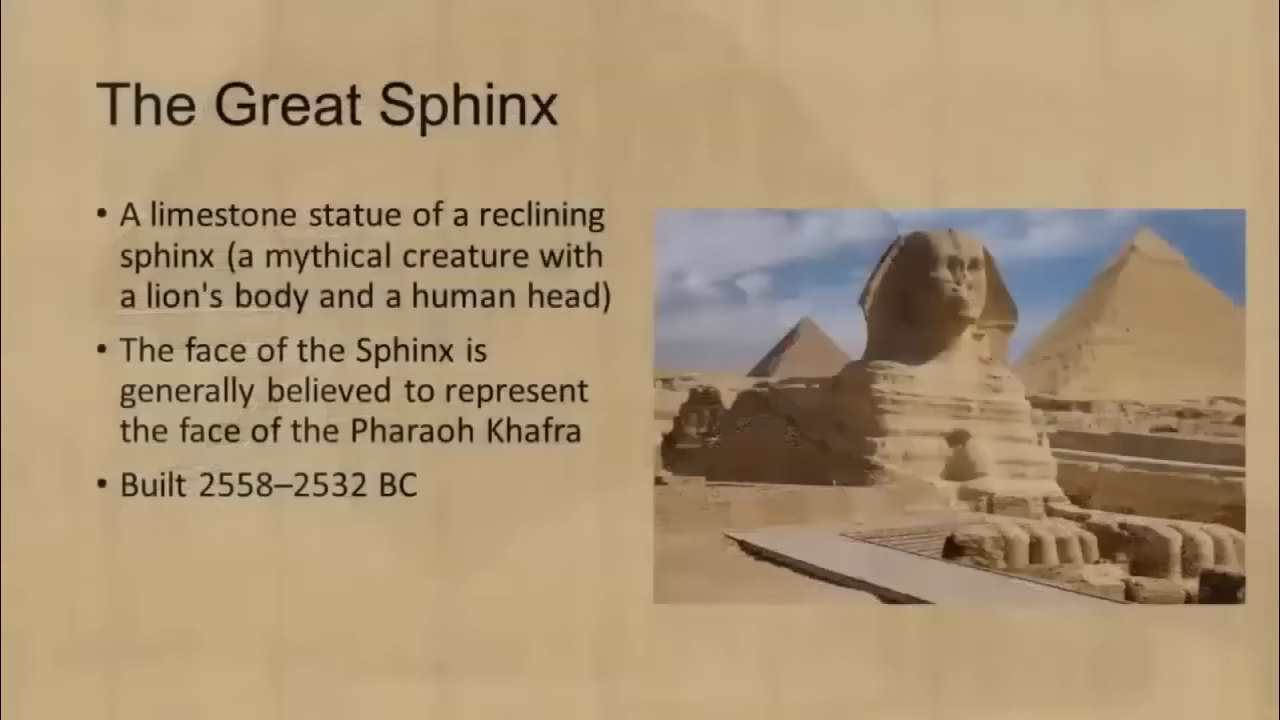 The Great Sphinx
• A limestone statue of a reclining
sphinx (a mythical creature with
a lion's body and a human head)
• The face of the Sphinx is
generally believed to represent
the face of the Pharaoh Khafra
• Built 2558–2532 BC